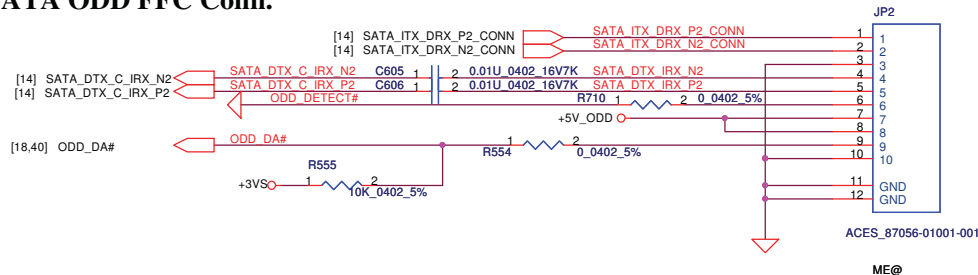 SATA ODD FFC Conn.
JP2
[14] SATA_ITX_DRX_P2_CONN SATA_ITX_DRX_P2_CONN 1 1
[14] SATA_ITX_DRX_N2_CONN SATA_ITX_DRX_N2_CONN 2 2
3 3
[14] SATA_DTX_C_IRX_N2 SATA_DTX_C_IRX_N2 C605 1 2 0.01U_0402_16V7K SATA_DTX_IRX_N2 4 4
[14] SATA_DTX_C_IRX_P2 SATA_DTX_C_IRX_P2 C606 1 2 0.01U_0402_16V7K SATA_DTX_IRX_P2 5 5
ODD_DETECT# R710 1 2 0_0402_5% 6 6
+5V_ODD 7 7
8 8
[18,40] ODD_DA# ODD_DA# R554 1 2 0_0402_5% 9 9
10 10
R555
+3VS 1 2 10K_0402_5%
11 GND
12 GND
ACES_87056-01001-001
ME@